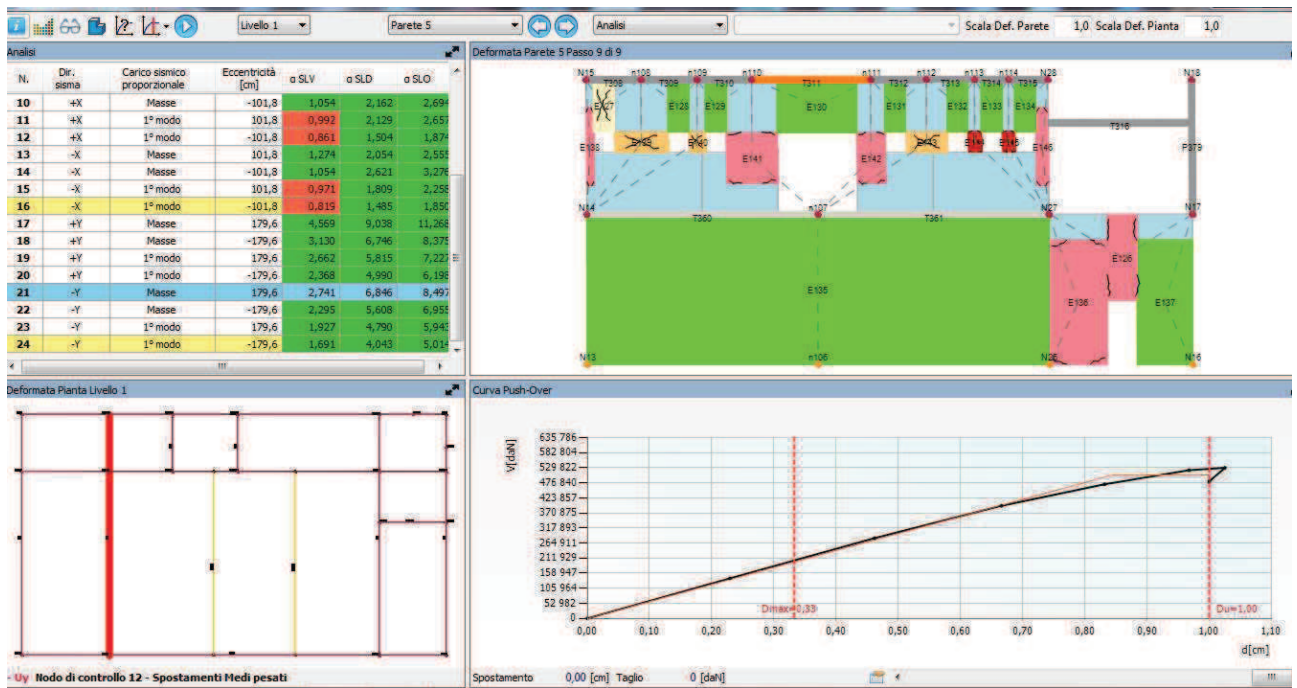 Livello 1 Parete 5 Analisi Scala Def. Parete 1,0 Scala Def. Pianta 1,0
Analisi
N. Dir. sisma Carico sismico proporzionale Eccentricità [cm] α SLV α SLD α SLO
10 +X Masse -101,8 1,054 2,162 2,694
11 +X 1° modo 101,8 0,992 2,129 2,657
12 +X 1° modo -101,8 0,861 1,504 1,874
13 -X Masse 101,8 1,274 2,054 2,555
14 -X Masse -101,8 1,054 2,621 3,276
15 -X 1° modo 101,8 0,971 1,809 2,258
16 -X 1° modo -101,8 0,819 1,485 1,850
17 +Y Masse 179,6 4,569 9,038 11,268
18 +Y Masse -179,6 3,130 6,746 8,375
19 +Y 1° modo 179,6 2,662 5,815 7,227
20 +Y 1° modo -179,6 2,368 4,990 6,198
21 -Y Masse 179,6 2,741 6,846 8,497
22 -Y Masse -179,6 2,295 5,608 6,955
23 -Y 1° modo 179,6 1,927 4,790 5,943
24 -Y 1° modo -179,6 1,691 4,043 5,014
Deformata Parete 5 Passo 9 di 9
N15 n108 n109 n110 n111 n112 n113 n114 N28 N18
T308 T309 T310 T311 T312 T313 T314 T315
E128 E129 E130 E131 E132 E133 E134
T316
E138 E141 E142 E146 P379
N14 n107 N27 N17
T360 T361
E126
E135 E136 E137
N13 n106 N26 N16
Deformata Pianta Livello 1
- Uy Nodo di controllo 12 - Spostamenti Medi pesati
Curva Push-Over
V[daN]
635 786
582 804
529 822
476 840
423 857
370 875
317 893
264 911
211 929
158 947
105 964
52 982
0
Dmax=0,33 Du=1,00
0,00 0,10 0,20 0,30 0,40 0,50 0,60 0,70 0,80 0,90 1,00 1,10
d[cm]
Spostamento 0,00 [cm] Taglio 0 [daN]